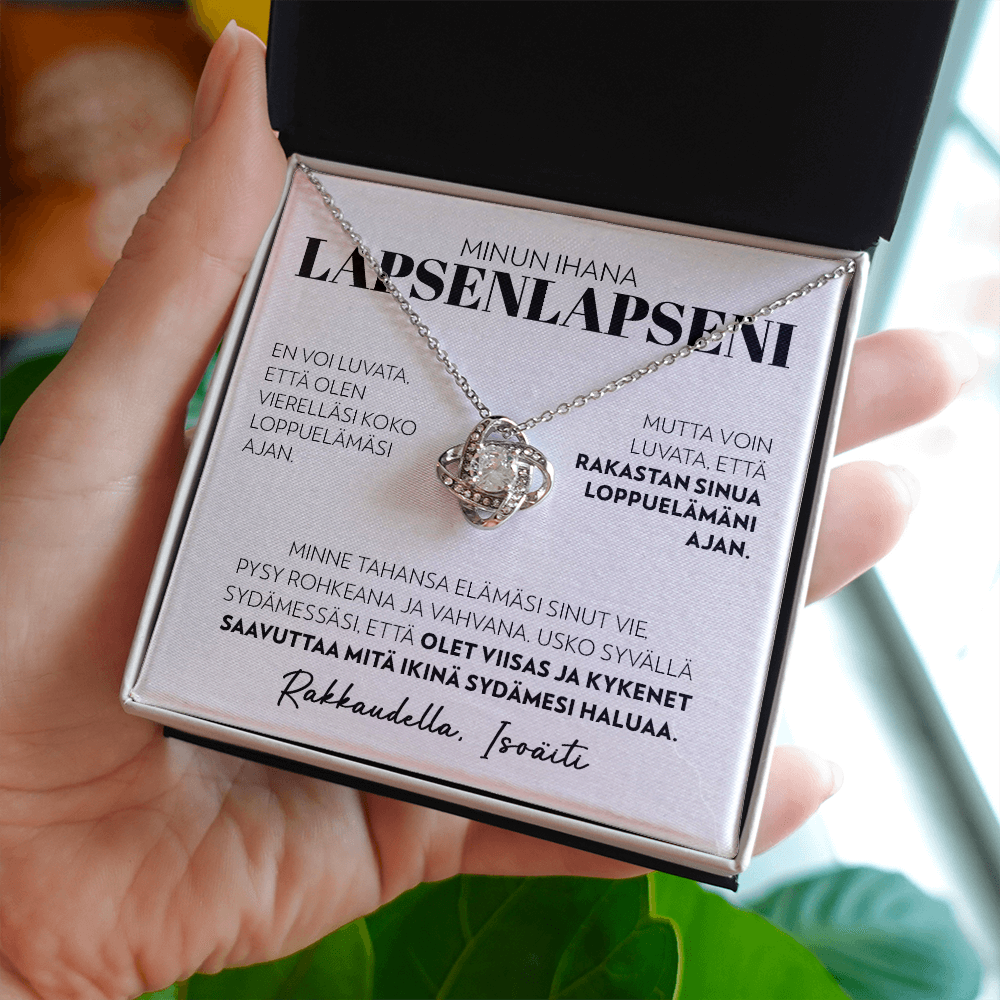 MINUN IHANA
LAPSENLAPSENI
EN VOI LUVATA,
ETTÄ OLEN
VIERELLÄSI KOKO
LOPPUELÄMÄSI
AJAN.
MUTTA VOIN
LUVATA, ETTÄ
RAKASTAN SINUA
LOPPUELÄMÄNI
AJAN.
MINNE TAHANSA ELÄMÄSI SINUT VIE,
PYSY ROHKEANA JA VAHVANA. USKO SYVÄLLÄ
SYDÄMESSÄSI, ETTÄ OLET VIISAS JA KYKENET
SAAVUTTAA MITÄ IKINÄ SYDÄMESI HALUAA.
Rakkaudella, Isoäiti